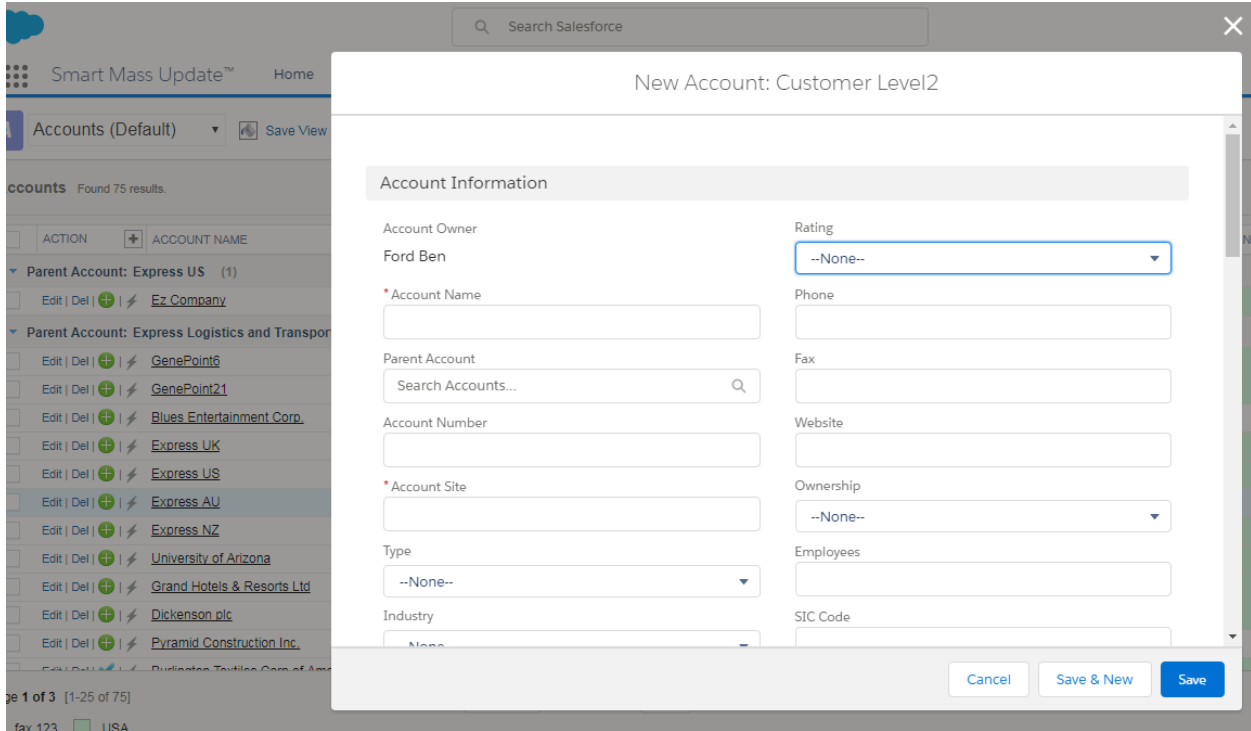 Search Salesforce
Smart Mass Update™ Home
New Account: Customer Level2
Accounts (Default) Save View
ccounts Found 75 results.
Account Information
ACTION ACCOUNT NAME
Account Owner Rating
Ford Ben --None--
Parent Account: Express US (1)
Edit | Del | | Ez Company
*Account Name Phone
Parent Account: Express Logistics and Transpor
Edit | Del | | GenePoint6
Parent Account Fax
Edit | Del | | GenePoint21
Search Accounts...
Edit | Del | | Blues Entertainment Corp.
Account Number Website
Edit | Del | | Express UK
Edit | Del | | Express US
*Account Site Ownership
Edit | Del | | Express AU
--None--
Edit | Del | | Express NZ
Type Employees
Edit | Del | | University of Arizona
--None--
Edit | Del | | Grand Hotels & Resorts Ltd
Industry SIC Code
Edit | Del | | Dickenson plc
Edit | Del | | Pyramid Construction Inc.
--None--
Cancel Save & New Save
ge 1 of 3 [1-25 of 75]
fax 123 USA